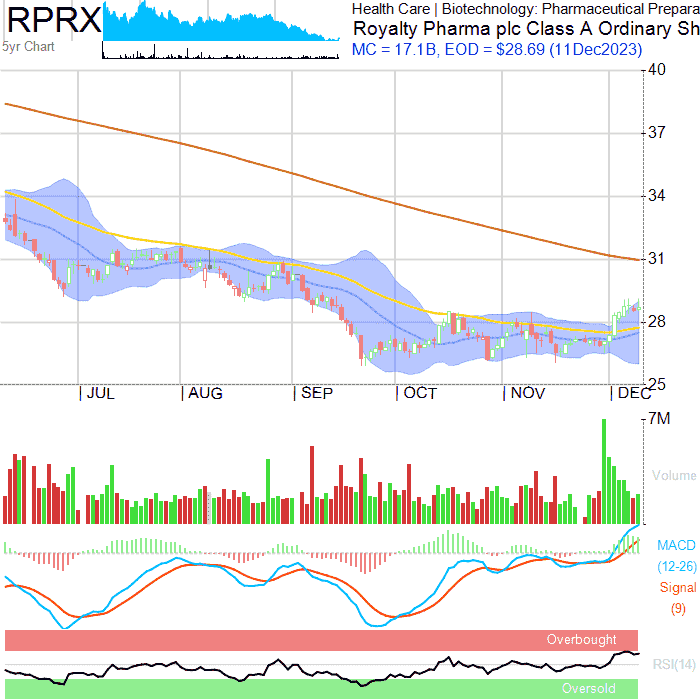 RPRX
5yr Chart
Health Care | Biotechnology: Pharmaceutical Prepara
Royalty Pharma plc Class A Ordinary Sh
MC = 17.1B, EOD = $28.69 (11Dec2023)
40
37
34
31
28
25
JUL
AUG
SEP
OCT
NOV
DEC
7M
Volume
MACD
(12-26)
Signal
(9)
Overbought
RSI(14)
Oversold